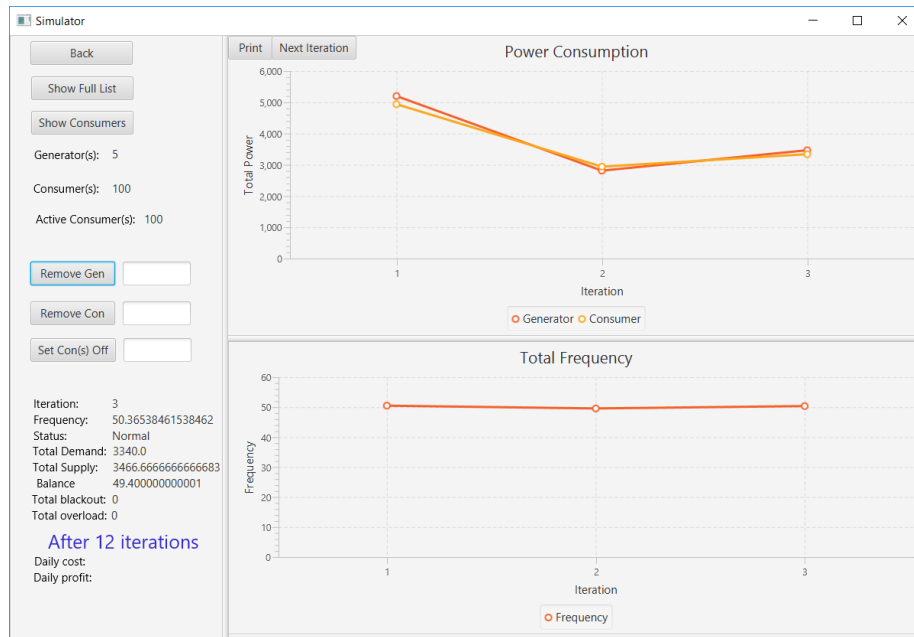 Simulator
Back
Show Full List
Show Consumers
Generator(s): 5
Consumer(s): 100
Active Consumer(s): 100
Remove Gen
Remove Con
Set Con(s) Off
Iteration: 3
Frequency: 50.36538461538462
Status: Normal
Total Demand: 3340.0
Total Supply: 3466.6666666666683
Balance 49.400000000001
Total blackout: 0
Total overload: 0
After 12 iterations
Daily cost:
Daily profit:
Print Next Iteration
Power Consumption
Total Power
6,000
5,000
4,000
3,000
2,000
1,000
0
1 2 3
Iteration
Generator Consumer
Total Frequency
Frequency
60
50
40
30
20
10
0
1 2 3
Iteration
Frequency